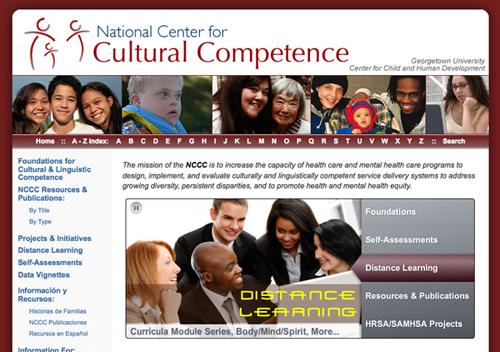 National Center for
Cultural Competence
Georgetown University
Center for Child and Human Development
Home :: A - Z Index: A B C D E F G H I J K L M N O P Q R S T U V W X Y Z :: Search
Foundations for
Cultural & Linguistic
Competence
NCCC Resources &
Publications:
By Title
By Type
Projects & Initiatives
Distance Learning
Self-Assessments
Data Vignettes
Información y
Recursos:
Historias de Familias
NCCC Publicaciones
Recursos en Español
Information For:
The mission of the NCCC is to increase the capacity of health care and mental health care programs to
design, implement, and evaluate culturally and linguistically competent service delivery systems to address
growing diversity, persistent disparities, and to promote health and mental health equity.
DISTANCE
LEARNING
Curricula Module Series, Body/Mind/Spirit, More...
Foundations
Self-Assessments
Distance Learning
Resources & Publications
HRSA/SAMHSA Projects